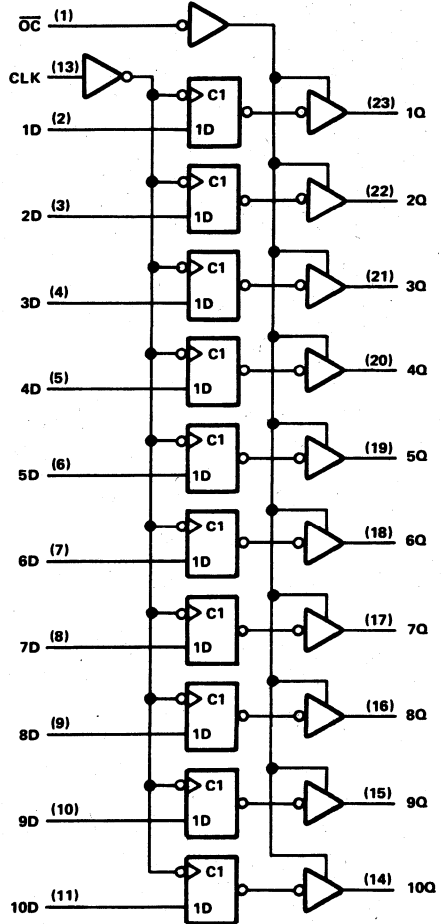 OC (1)
CLK (13)
C1
1D (2) 1D (23) 1Q
C1
2D (3) 1D (22) 2Q
C1
3D (4) 1D (21) 3Q
C1
4D (5) 1D (20) 4Q
C1
5D (6) 1D (19) 5Q
C1
6D (7) 1D (18) 6Q
C1
7D (8) 1D (17) 7Q
C1
8D (9) 1D (16) 8Q
C1
9D (10) 1D (15) 9Q
C1
10D (11) 1D (14) 10Q